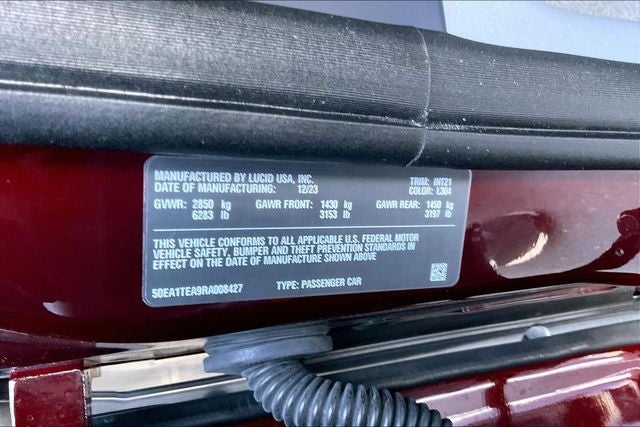 MANUFACTURED BY LUCID USA, INC. TRIM: INT21
DATE OF MANUFACTURING: 12/23 COLOR: L304
GVWR: 2850 kg GAWR FRONT: 1430 kg GAWR REAR: 1450 kg
6283 lb 3153 lb 3197 lb
THIS VEHICLE CONFORMS TO ALL APPLICABLE U.S. FEDERAL MOTOR
VEHICLE SAFETY, BUMPER AND THEFT PREVENTION STANDARDS IN
EFFECT ON THE DATE OF MANUFACTURE SHOWN ABOVE
50EA1TEA9RA008427 TYPE: PASSENGER CAR